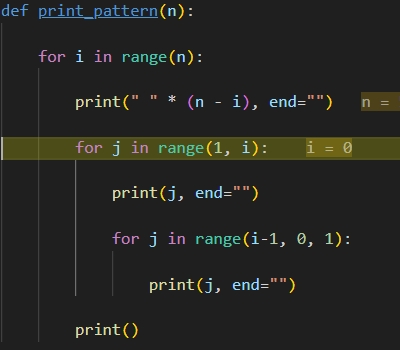 def print_pattern(n):
for i in range(n):
print(" " * (n - i), end="") n =
for j in range(1, i): i = 0
print(j, end="")
for j in range(i-1, 0, 1):
print(j, end="")
print()